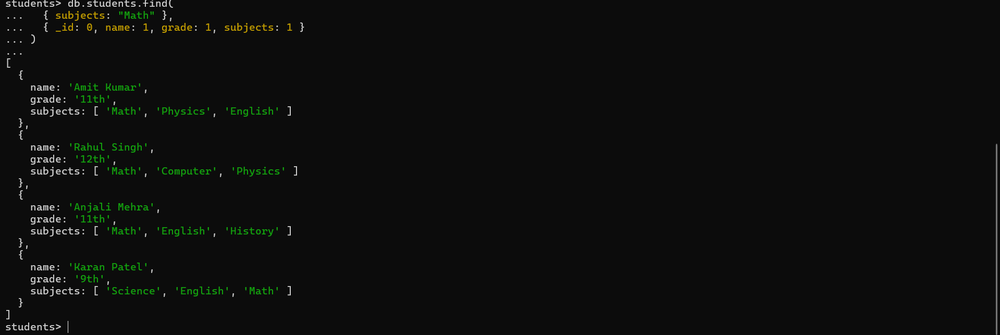 students> db.students.find(
...   { subjects: "Math" },
...   { _id: 0, name: 1, grade: 1, subjects: 1 }
... )
...
[
  {
    name: 'Amit Kumar',
    grade: '11th',
    subjects: [ 'Math', 'Physics', 'English' ]
  },
  {
    name: 'Rahul Singh',
    grade: '12th',
    subjects: [ 'Math', 'Computer', 'Physics' ]
  },
  {
    name: 'Anjali Mehra',
    grade: '11th',
    subjects: [ 'Math', 'English', 'History' ]
  },
  {
    name: 'Karan Patel',
    grade: '9th',
    subjects: [ 'Science', 'English', 'Math' ]
  }
]
students>